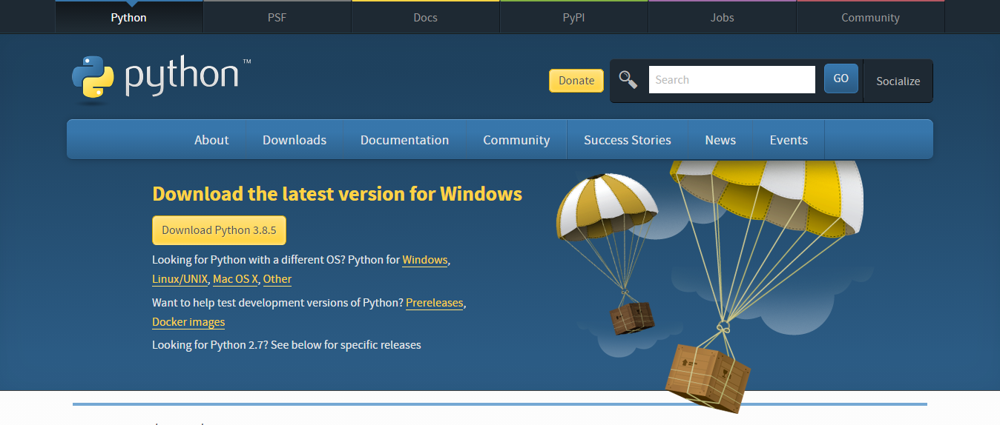 Python PSF Docs PyPI Jobs Community
python™
Donate Search GO Socialize
About Downloads Documentation Community Success Stories News Events
Download the latest version for Windows
Download Python 3.8.5
Looking for Python with a different OS? Python for Windows,
Linux/UNIX, Mac OS X, Other
Want to help test development versions of Python? Prereleases,
Docker images
Looking for Python 2.7? See below for specific releases